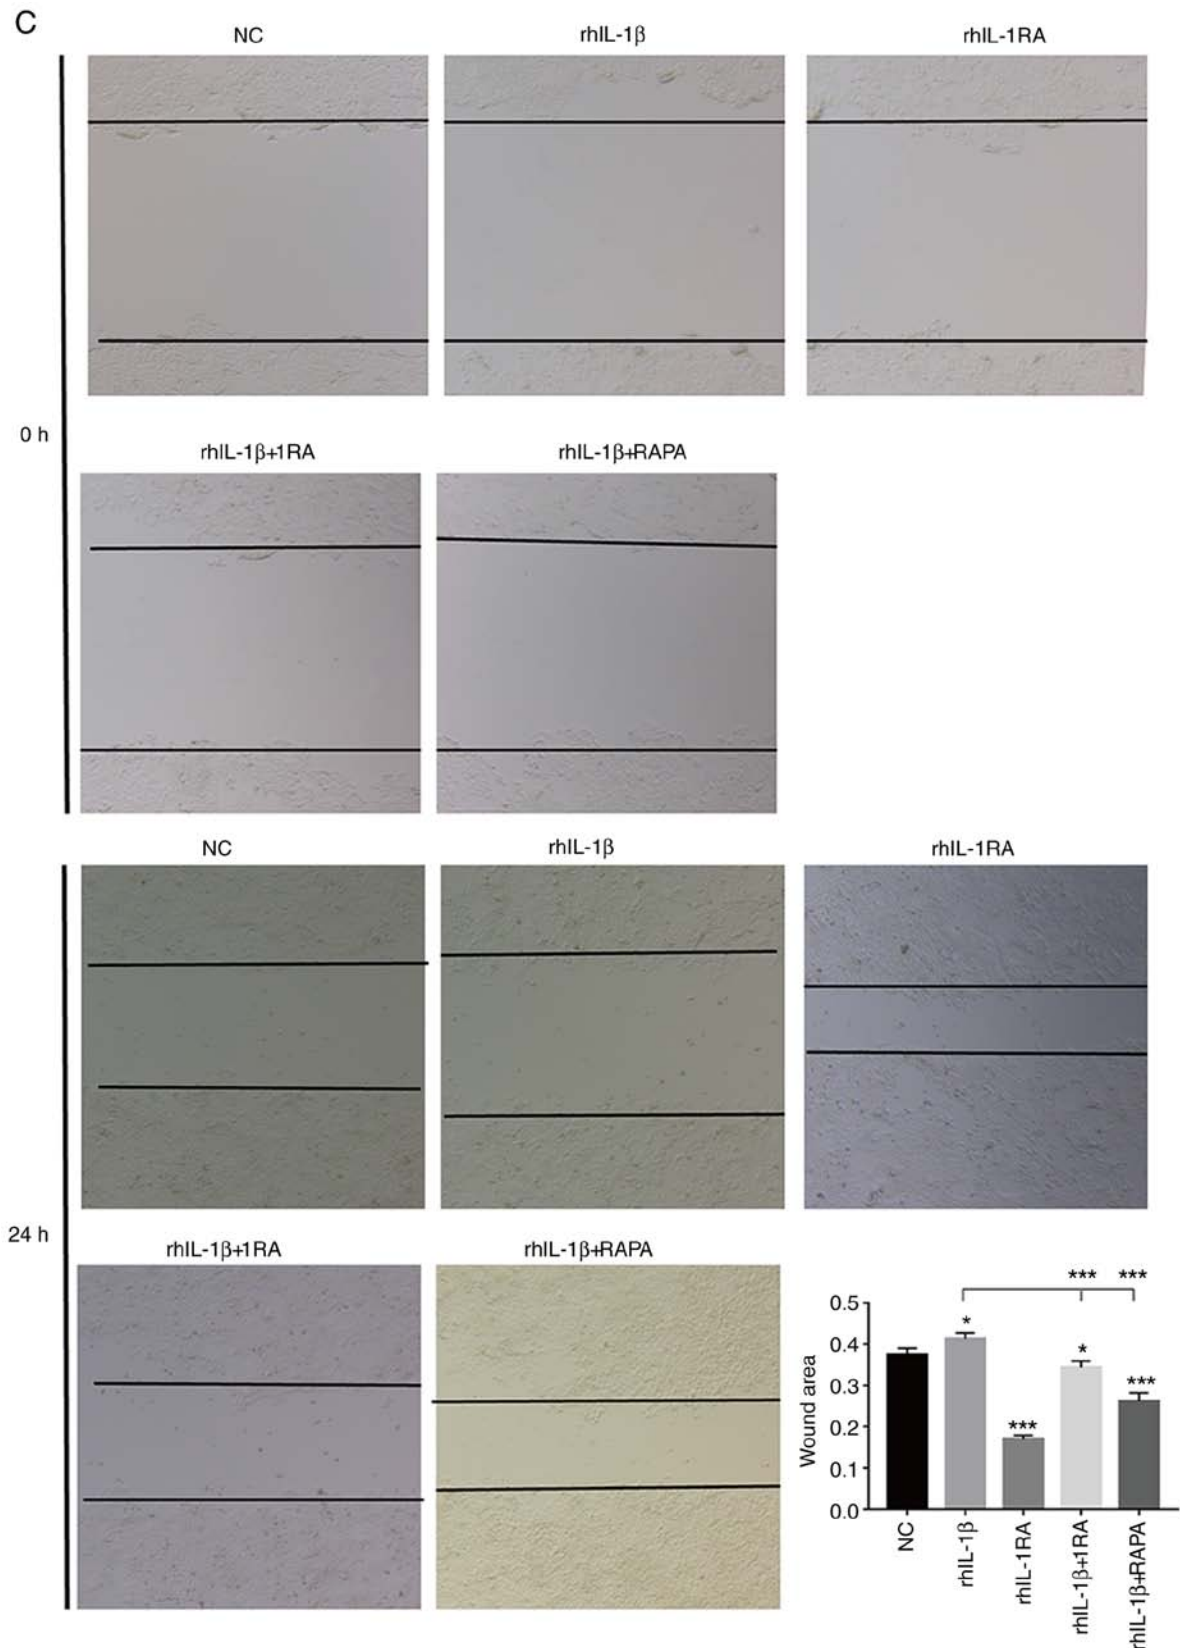 C
NC
rhIL-1β
rhIL-1RA
0 h
rhIL-1β+1RA
rhIL-1β+RAPA
NC
rhIL-1β
rhIL-1RA
24 h
rhIL-1β+1RA
rhIL-1β+RAPA
*** ***
0.5
0.4
0.3
0.2
0.1
0.0
Wound area
*
***
*
***
NC
rhIL-1β
rhIL-1RA
rhIL-1β+1RA
rhIL-1β+RAPA